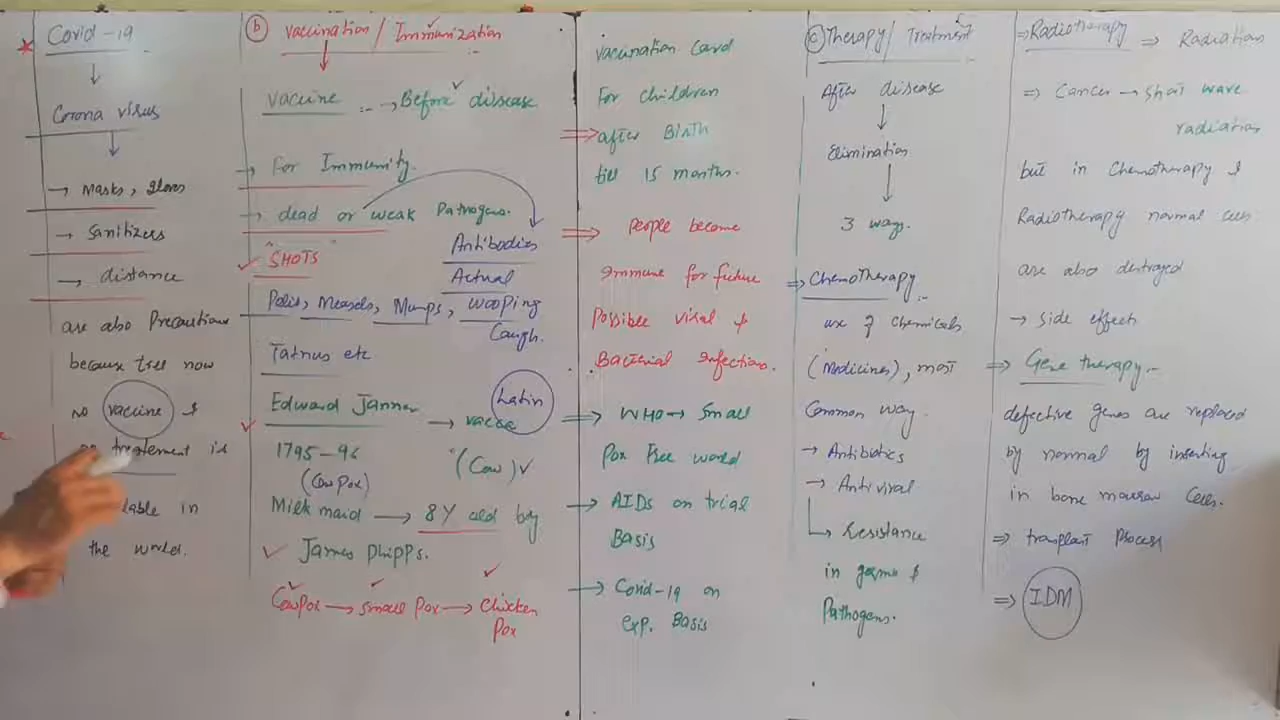 Covid-19
Corona virus
→ Masks, gloves
→ Sanitizers
→ distance
are also Precautions
because till now
no vaccine &
treatement is
lable in
the world.
(b) Vaccination / Immunization
Vaccine :- → Before disease
→ For Immunity.
→ dead or weak Pathogens.
Antibodies
"SHOTS"
Actual
Polio, Measels, Mumps, Wooping
Caugh.
Tatnus etc
Edward Janner → vacae
Latin
1795-96
(Cow)
(CowPox)
Milk maid → 8 Y old boy
James Phipps.
CowPox → Small Pox → Chicken
Pox
Vaccination Card
For children
⇒ after Birth
till 15 months.
⇒ People become
Immune for future
Possible viral &
Bacterial infections.
⇒ WHO → Small
Pox Free world
→ AIDs on trial
Basis
→ Covid-19 on
exp. Basis
(c) Therapy / Treatment
After disease
Elimination
3 ways.
⇒ Chemotherapy :-
use of chemicals
(Medicines), most
Common way.
→ Antibiotics
→ Antiviral
Resistance
in germs &
Pathogens.
⇒ Radiotherapy ⇒ Radiations
⇒ Cancer → Short wave
radiation
but in Chemotherapy &
Radiotherapy normal cells
are also destroyed
→ Side effects
⇒ Gene therapy :-
defective genes are replaced
by normal by inserting
in bone marrow Cells.
⇒ transplant Process
⇒ IDM